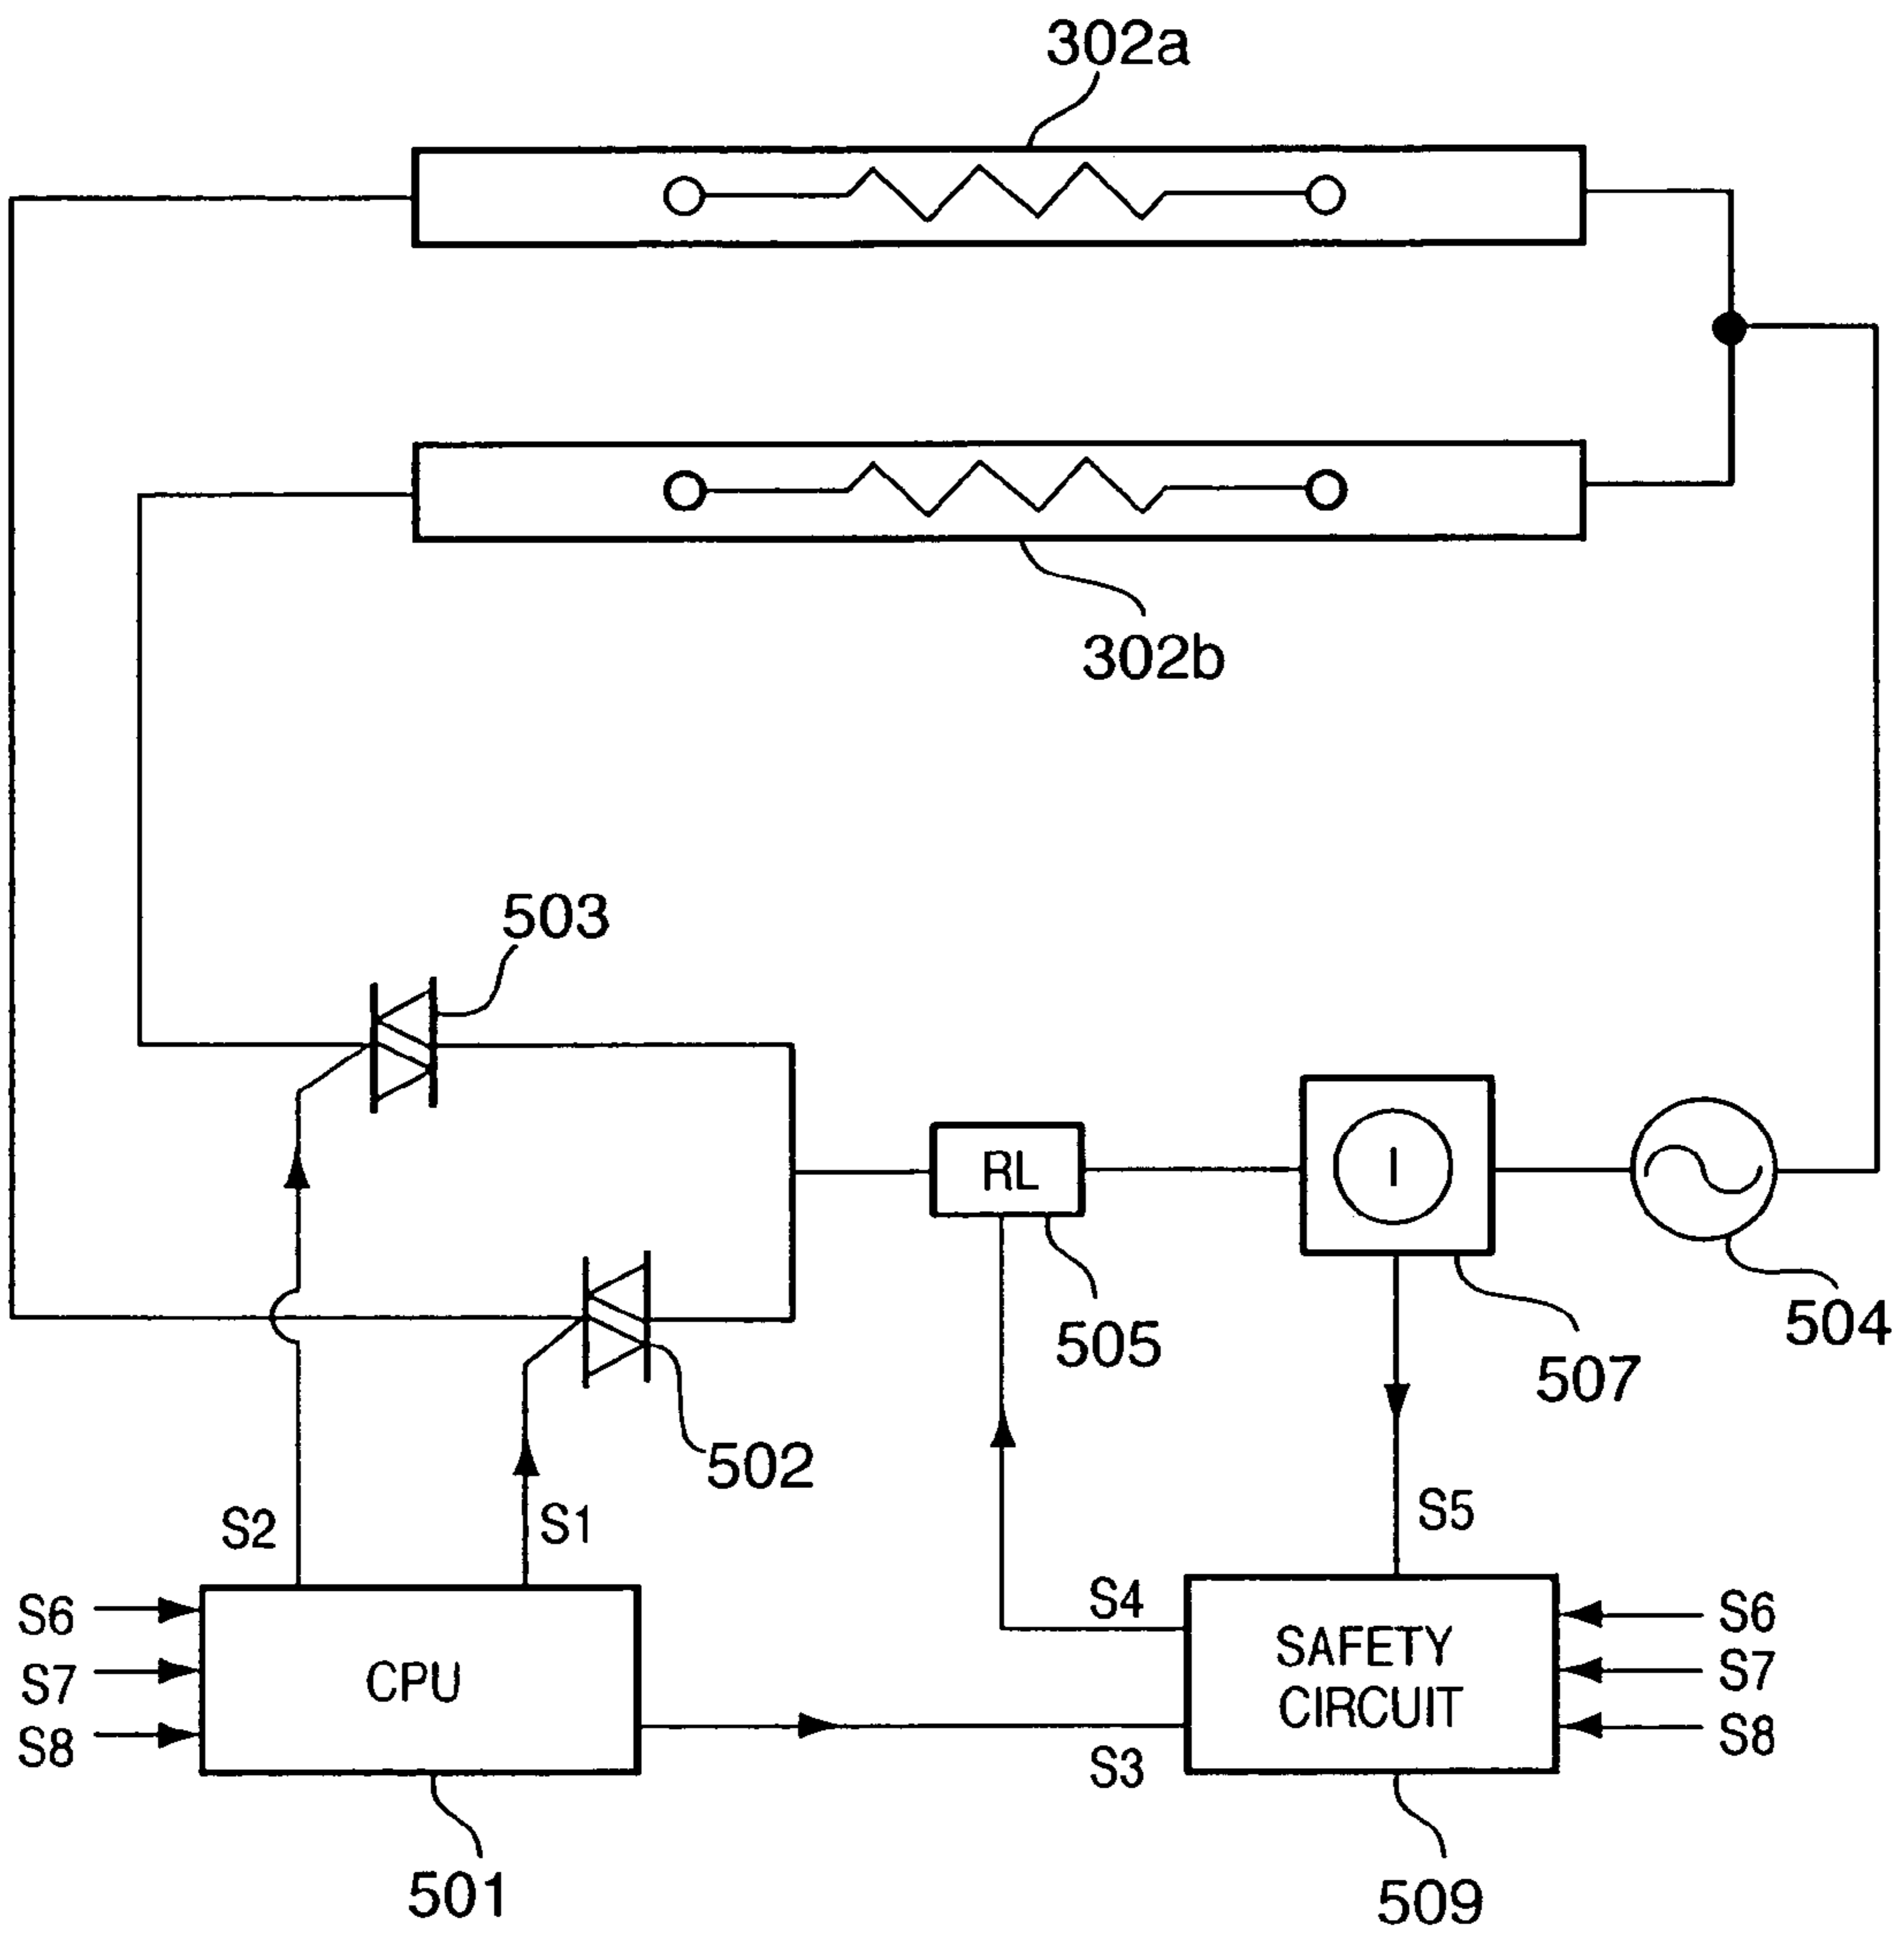 302a
302b
503
RL
I
505
504
507
502
S2
S1
S5
S6
S7
S8
CPU
S4
S3
SAFETY
CIRCUIT
S6
S7
S8
501
509